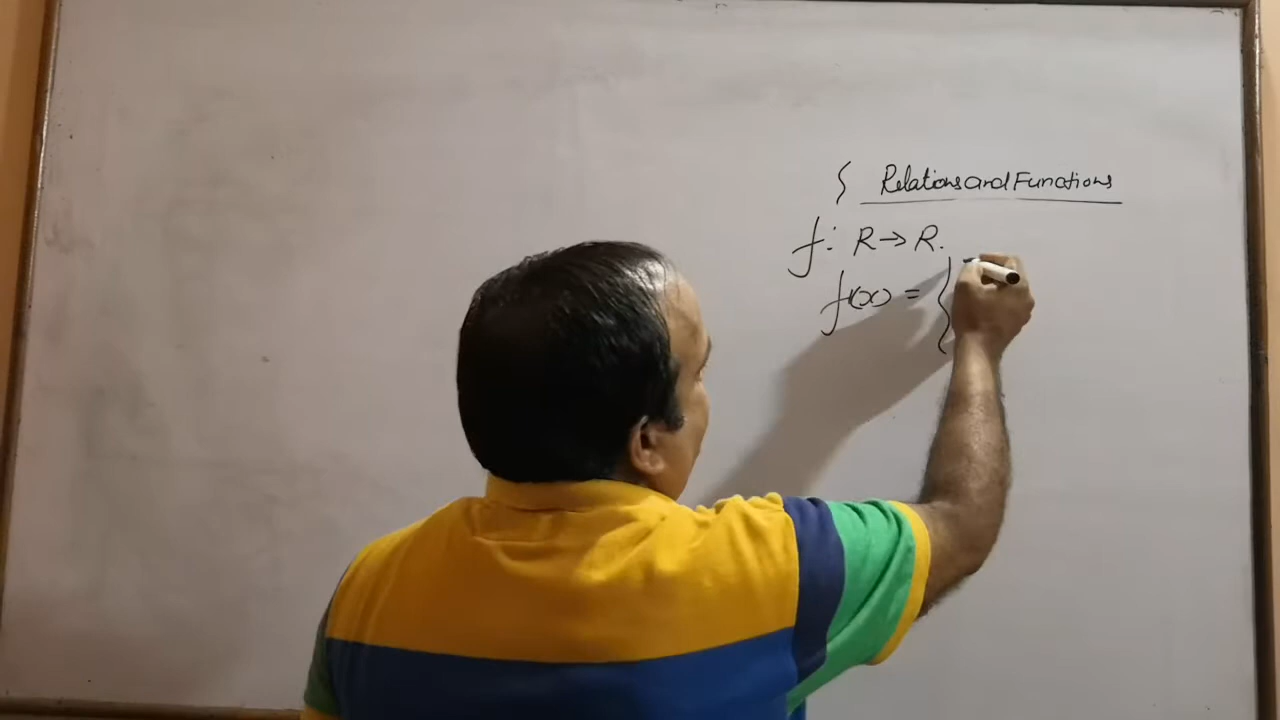 { Relations and Functions
f: R → R.
f(x) = {